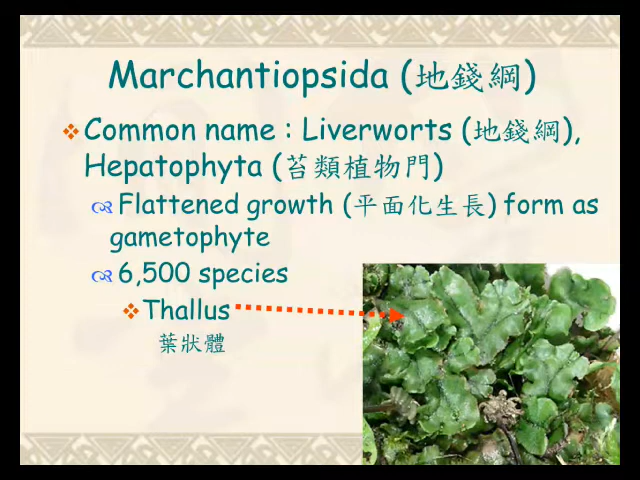 Marchantiopsida (地錢綱)
Common name : Liverworts (地錢綱),
Hepatophyta (苔類植物門)
Flattened growth (平面化生長) form as
gametophyte
6,500 species
Thallus
葉狀體